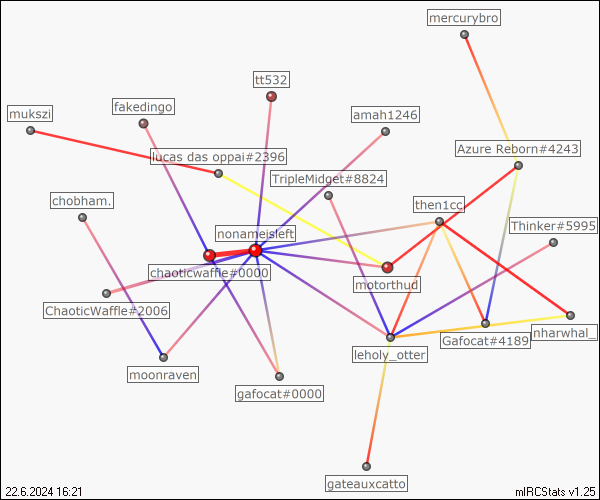 mercurybro
tt532
fakedingo
mukszi
amah1246
lucas das oppai#2396
Azure Reborn#4243
TripleMidget#8824
chobham.
then1cc
Thinker#5995
nonameisleft
chaoticwaffle#0000
motorthud
ChaoticWaffle#2006
nharwhal_
Gafocat#4189
leholy_otter
moonraven
gafocat#0000
gateauxcatto
22.6.2024 16:21
mIRCStats v1.25